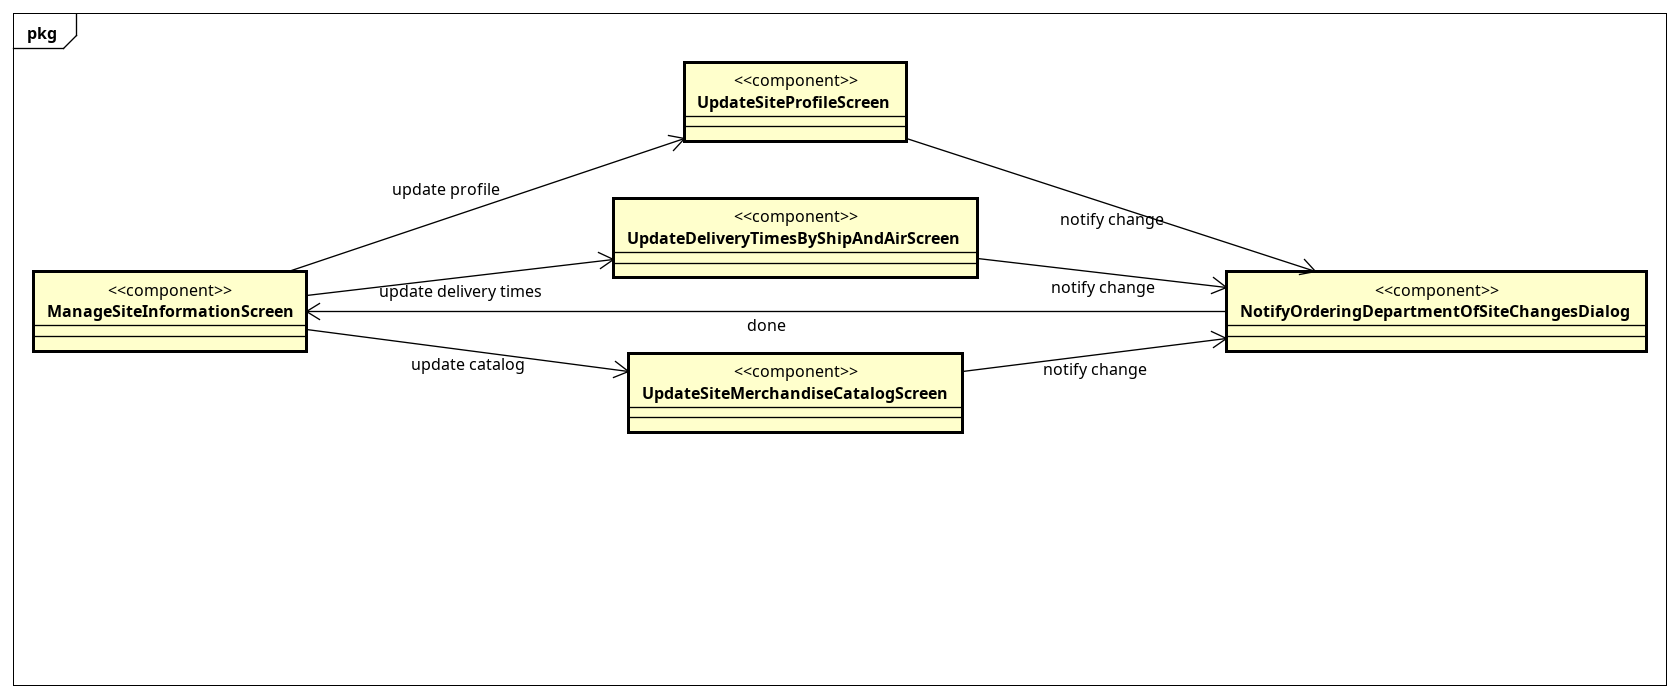 pkg
<<component>>
UpdateSiteProfileScreen
update profile
<<component>>
UpdateDeliveryTimesByShipAndAirScreen
notify change
<<component>>
ManageSiteInformationScreen
update delivery times
notify change
<<component>>
NotifyOrderingDepartmentOfSiteChangesDialog
done
update catalog
<<component>>
UpdateSiteMerchandiseCatalogScreen
notify change